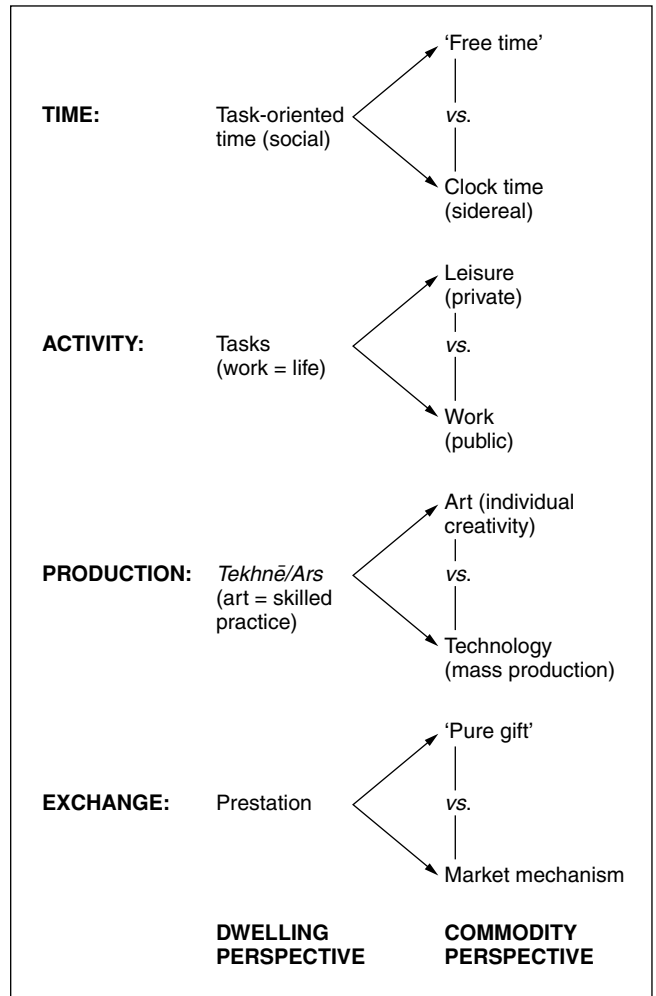 ‘Free time’
TIME: Task-oriented vs.
time (social)
Clock time
(sidereal)
Leisure
(private)
ACTIVITY: Tasks vs.
(work = life)
Work
(public)
Art (individual
creativity)
PRODUCTION: Tekhnē/Ars vs.
(art = skilled
practice)
Technology
(mass production)
‘Pure gift’
EXCHANGE: Prestation vs.
Market mechanism
DWELLING COMMODITY
PERSPECTIVE PERSPECTIVE